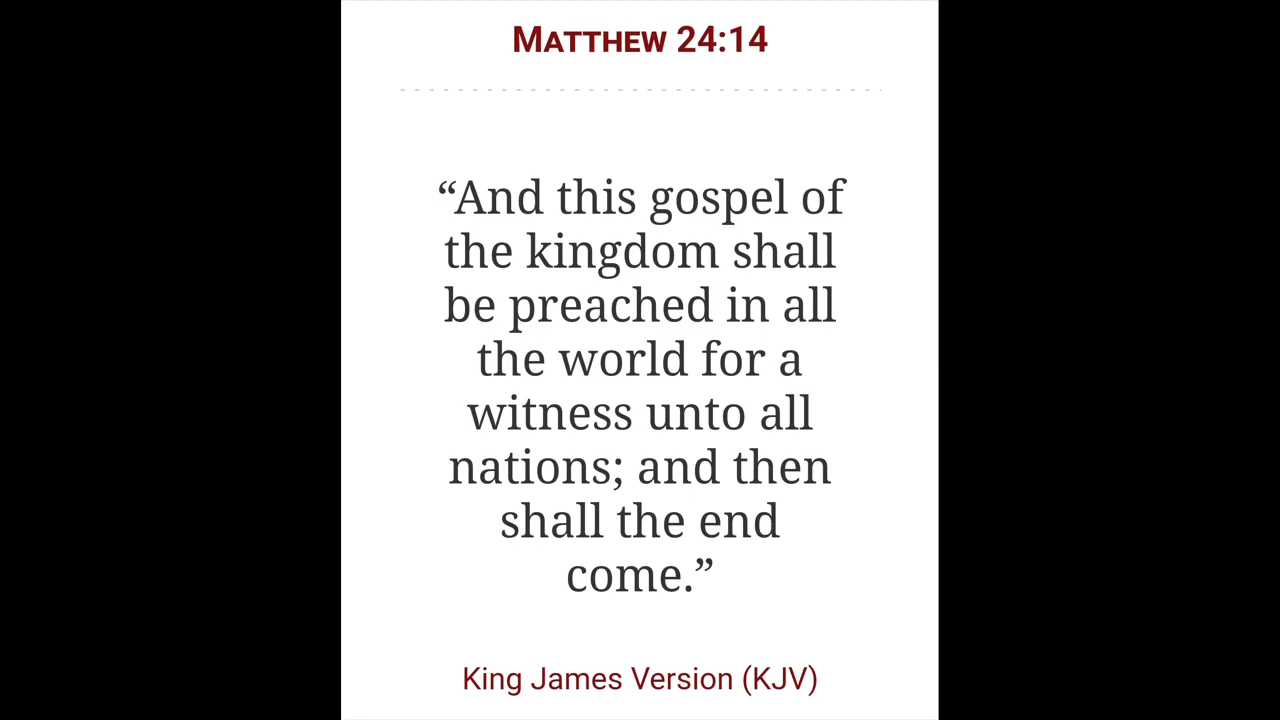 Matthew 24:14
“And this gospel of
the kingdom shall
be preached in all
the world for a
witness unto all
nations; and then
shall the end
come.”
King James Version (KJV)